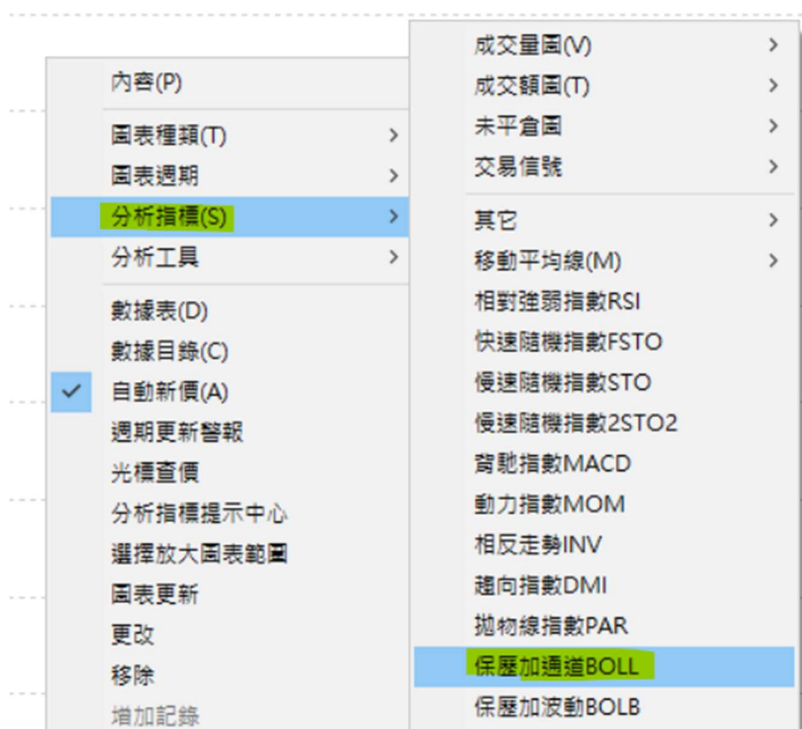 內容(P)
圖表種類(T)
圖表週期
分析指標(S)
分析工具
數據表(D)
數據目錄(C)
自動新價(A)
週期更新警報
光標查價
分析指標提示中心
選擇放大圖表範圍
圖表更新
更改
移除
增加記錄
成交量圖(V)
成交額圖(T)
未平倉圖
交易信號
其它
移動平均線(M)
相對強弱指數RSI
快速隨機指數FSTO
慢速隨機指數STO
慢速隨機指數2STO2
背馳指數MACD
動力指數MOM
相反走勢INV
趨向指數DMI
拋物線指數PAR
保歷加通道BOLL
保歷加波動BOLB